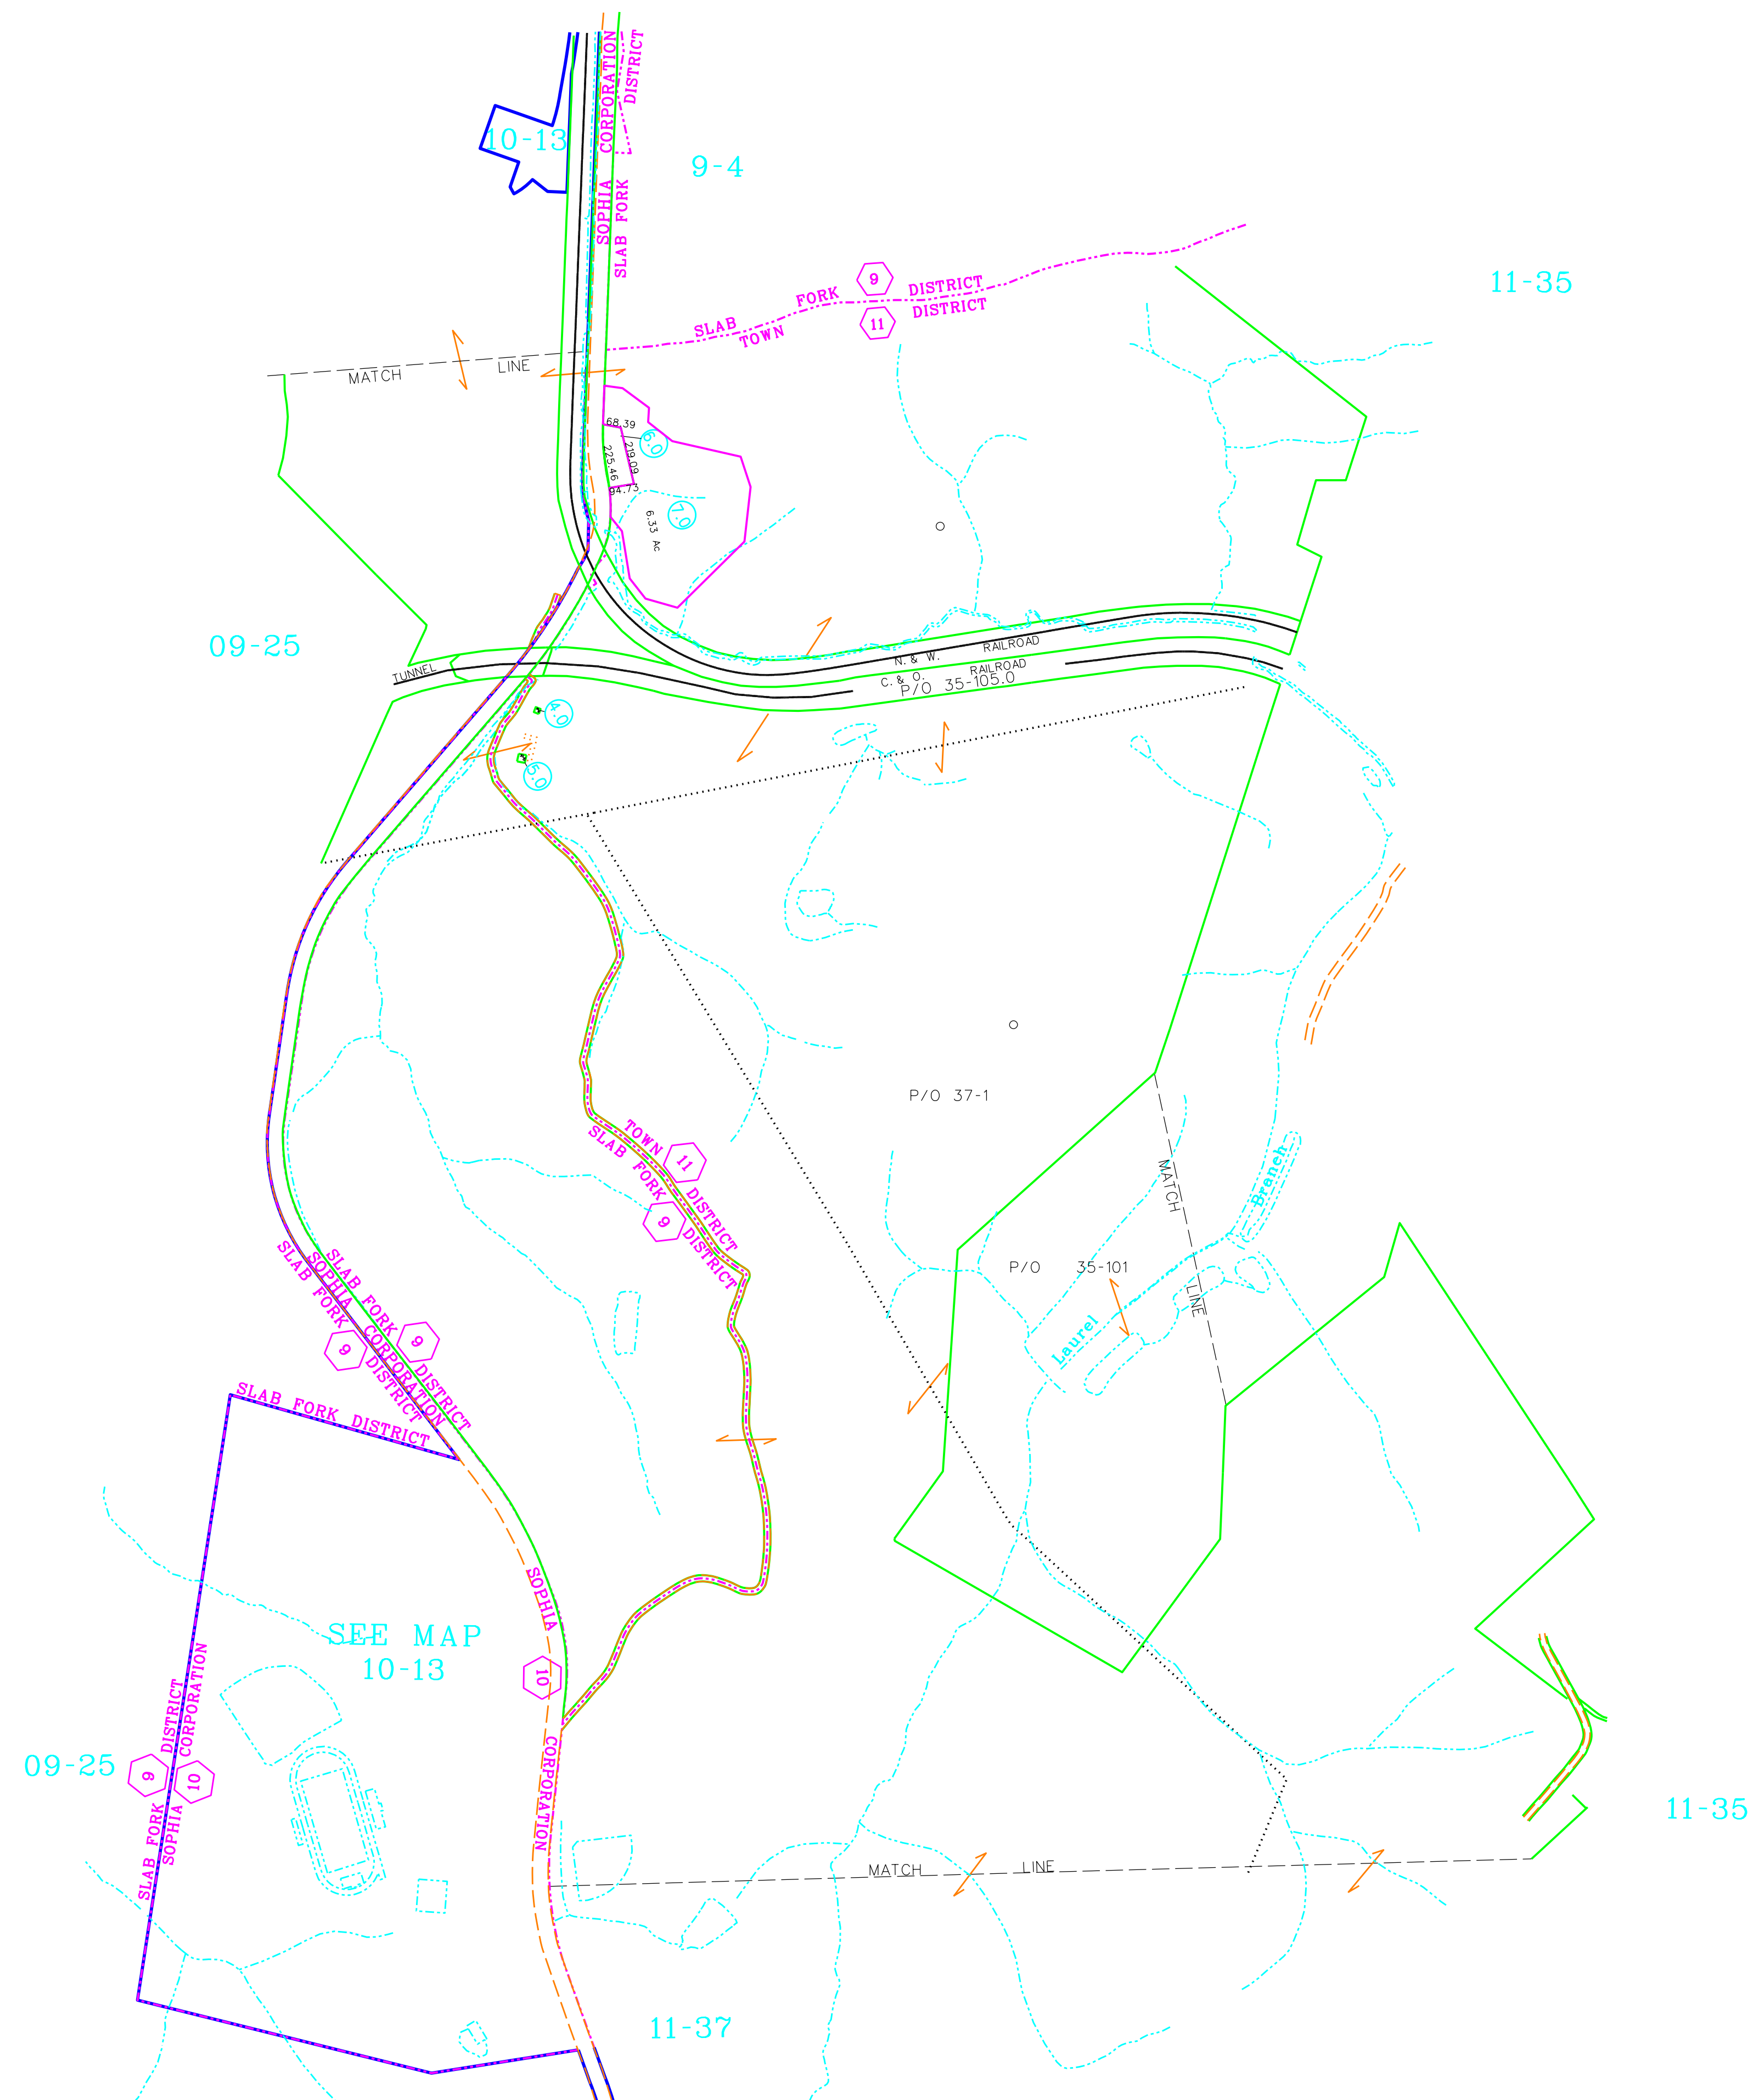 CORPORATION
DISTRICT
10-13
9-4
SOPHIA
SLAB FORK
11-35
SLAB FORK 9 DISTRICT
TOWN 11 DISTRICT
MATCH LINE
68.39
6.0
219.09
225.46
94.73
7.0
6.33 Ac
09-25
TUNNEL
N. & W. RAILROAD
C. & O. RAILROAD
P/O 35-105.0
4.0
5.0
P/O 37-1
TOWN 11 DISTRICT
SLAB FORK 9 DISTRICT
MATCH LINE
Branch
Laurel
P/O 35-101
SLAB FORK 9 DISTRICT
SOPHIA CORPORATION
SLAB FORK 9 DISTRICT
SLAB FORK DISTRICT
SOPHIA
10
CORPORATION
SEE MAP
10-13
SLAB FORK 9 DISTRICT
SOPHIA 10 CORPORATION
09-25
11-35
MATCH LINE
11-37